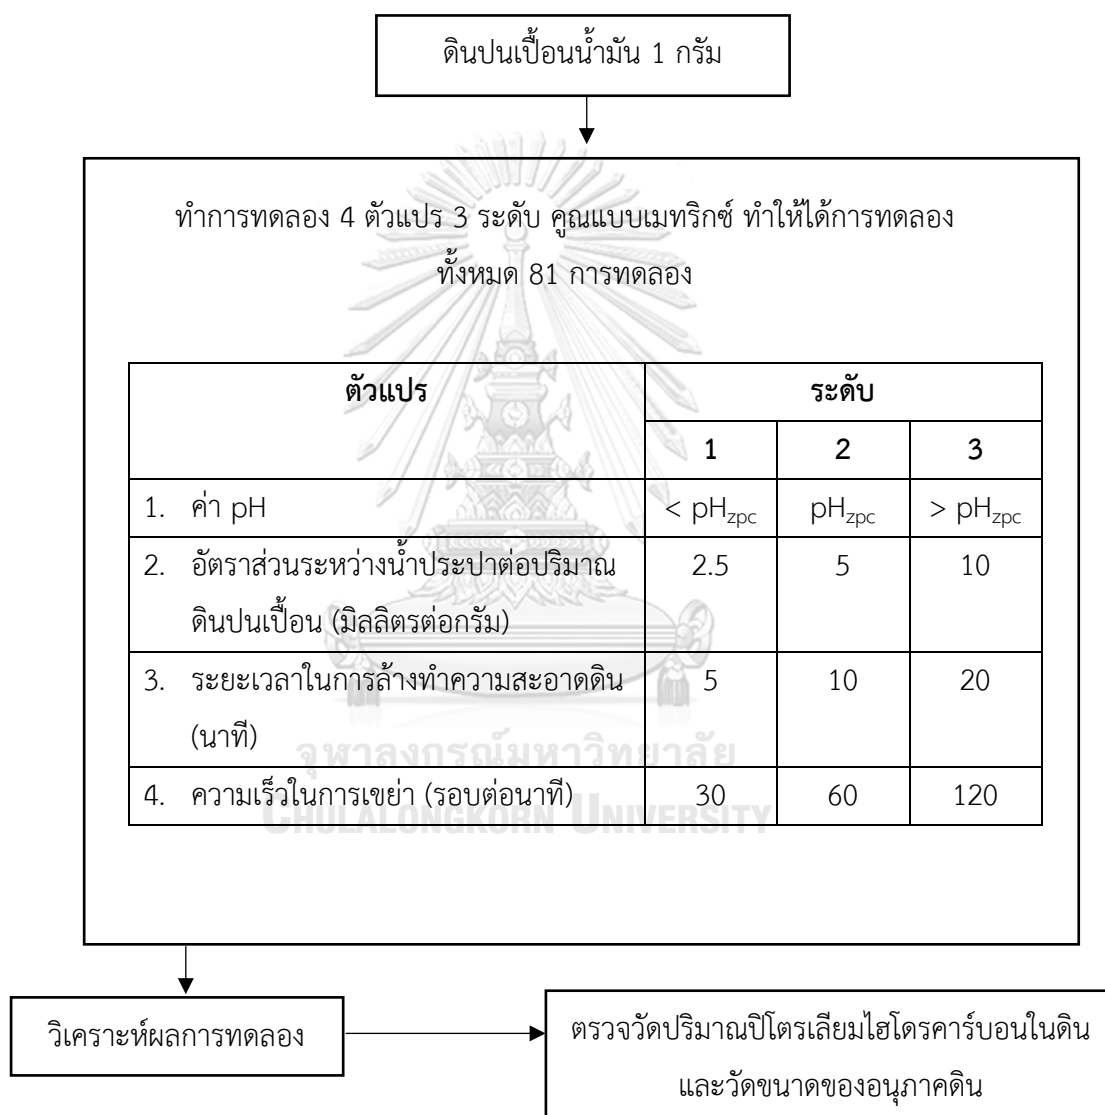 ดินปนเปื้อนน้ำมัน 1 กรัม
ทำการทดลอง 4 ตัวแปร 3 ระดับ คูณแบบเมทริกซ์ ทำให้ได้การทดลอง
ทั้งหมด 81 การทดลอง
ตัวแปร ระดับ
1 2 3
1. ค่า pH < pHzpc pHzpc > pHzpc
2. อัตราส่วนระหว่างน้ำประปาต่อปริมาณ 2.5 5 10
ดินปนเปื้อน (มิลลิตรต่อกรัม)
3. ระยะเวลาในการล้างทำความสะอาดดิน 5 10 20
(นาที)
จุฬาลงกรณ์มหาวิทยาลัย
4. ความเร็วในการเขย่า (รอบต่อนาที) 30 60 120
CHULALONGKORN UNIVERSITY
วิเคราะห์ผลการทดลอง
ตรวจวัดปริมาณปิโตรเลียมไฮโดรคาร์บอนในดิน
และวัดขนาดของอนุภาคดิน